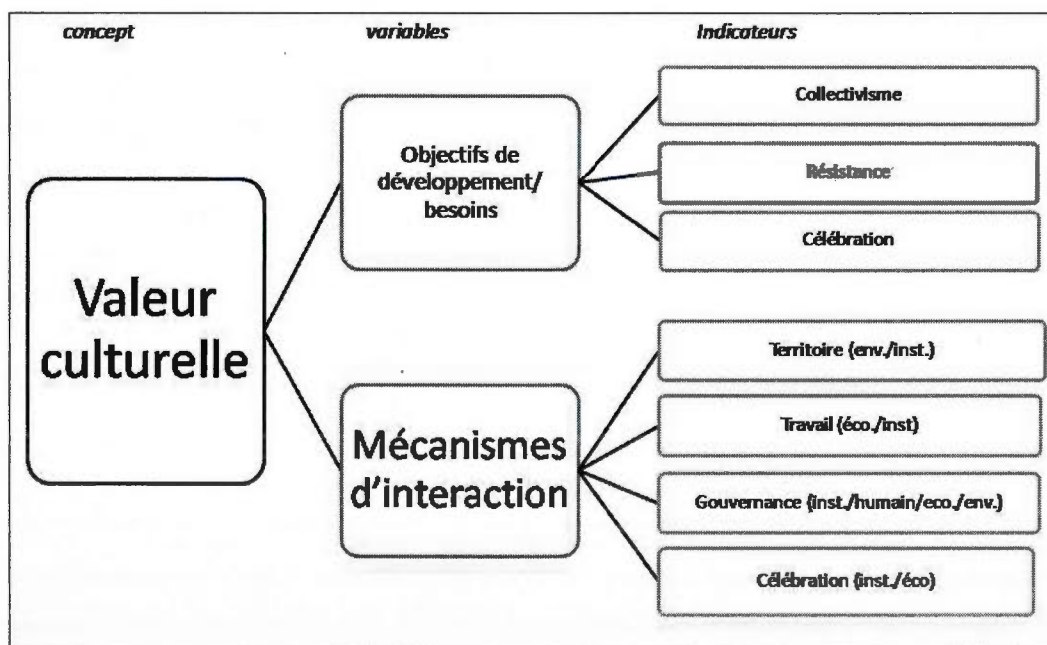 concept
variables
Indicateurs
Valeur
culturelle
Objectifs de
développement/
besoins
Collectivisme
Résistance
Célébration
Mécanismes
d'interaction
Territoire (env./inst.)
Travail (éco./inst)
Gouvernance (inst./humain/eco./env.)
Célébration (inst./éco)